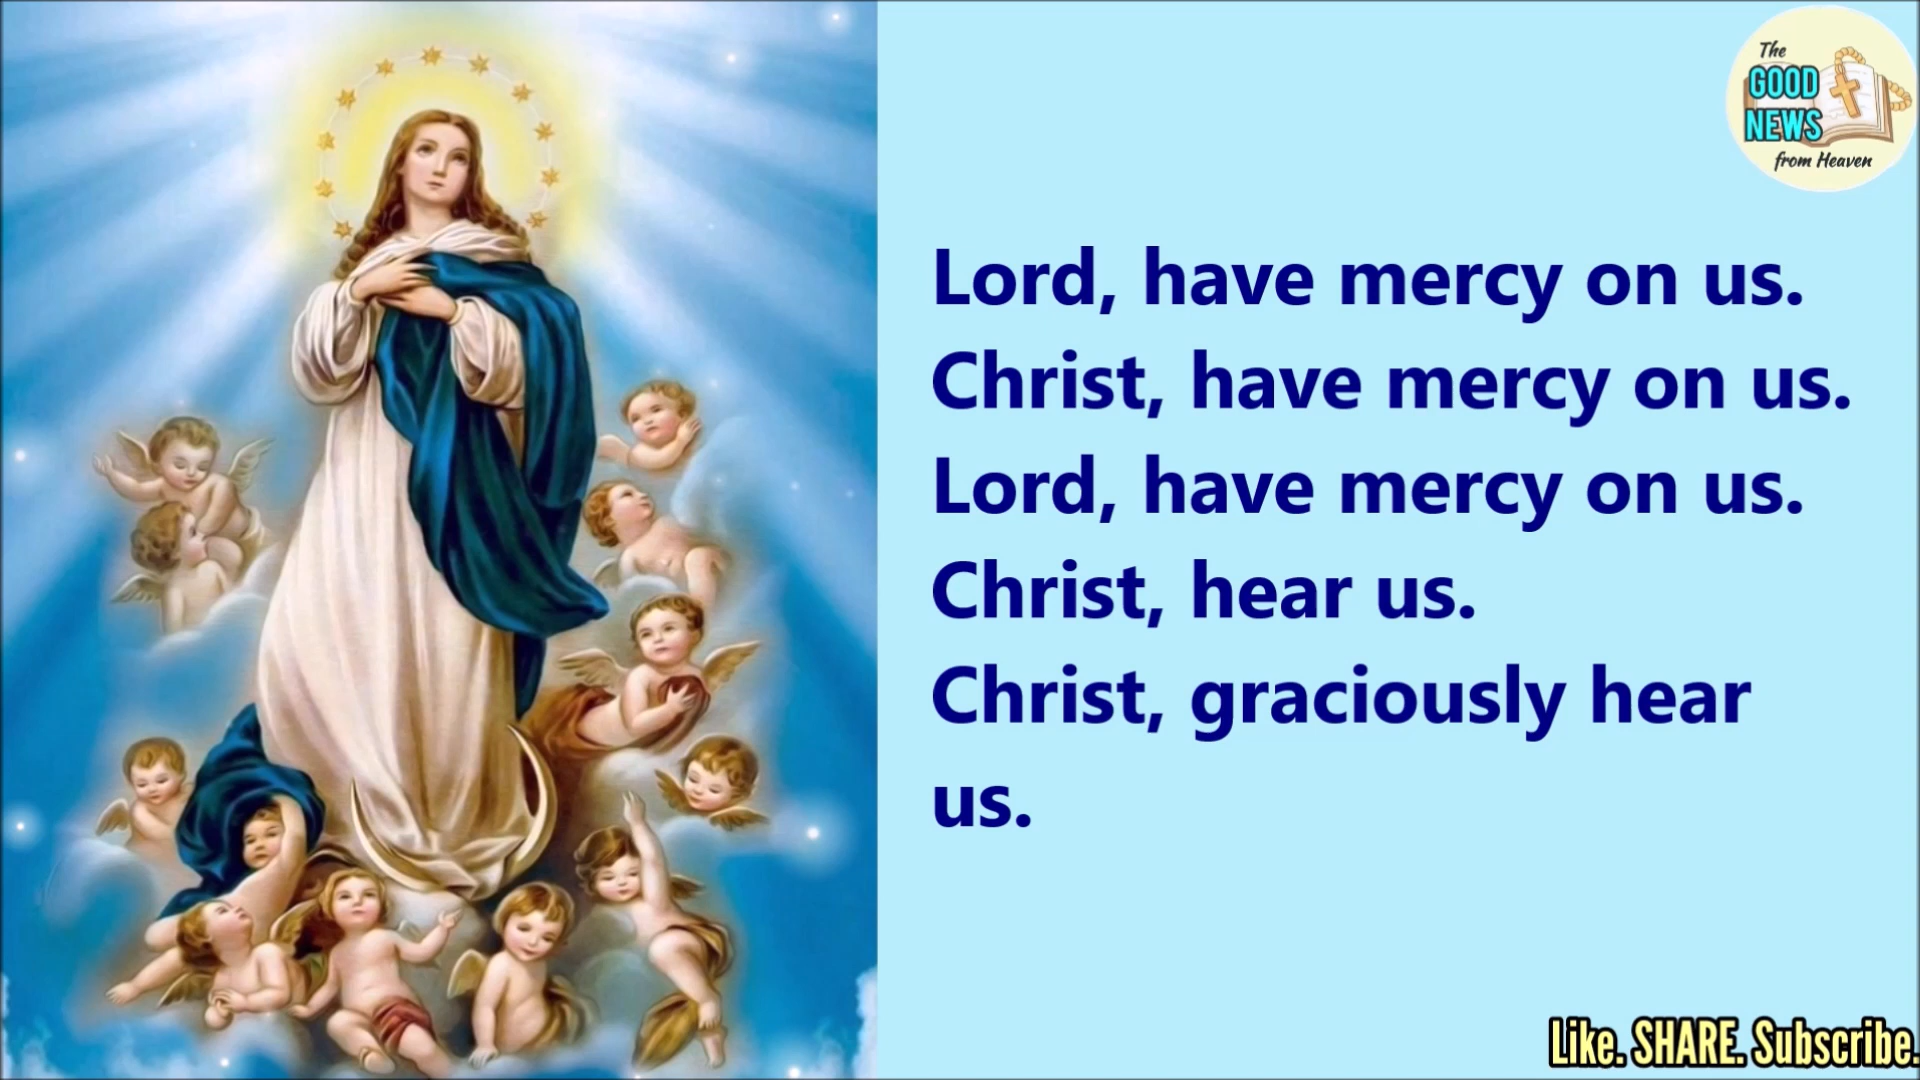 The
GOOD
NEWS
from Heaven
Lord, have mercy on us.
Christ, have mercy on us.
Lord, have mercy on us.
Christ, hear us.
Christ, graciously hear
us.
Like. SHARE. Subscribe.